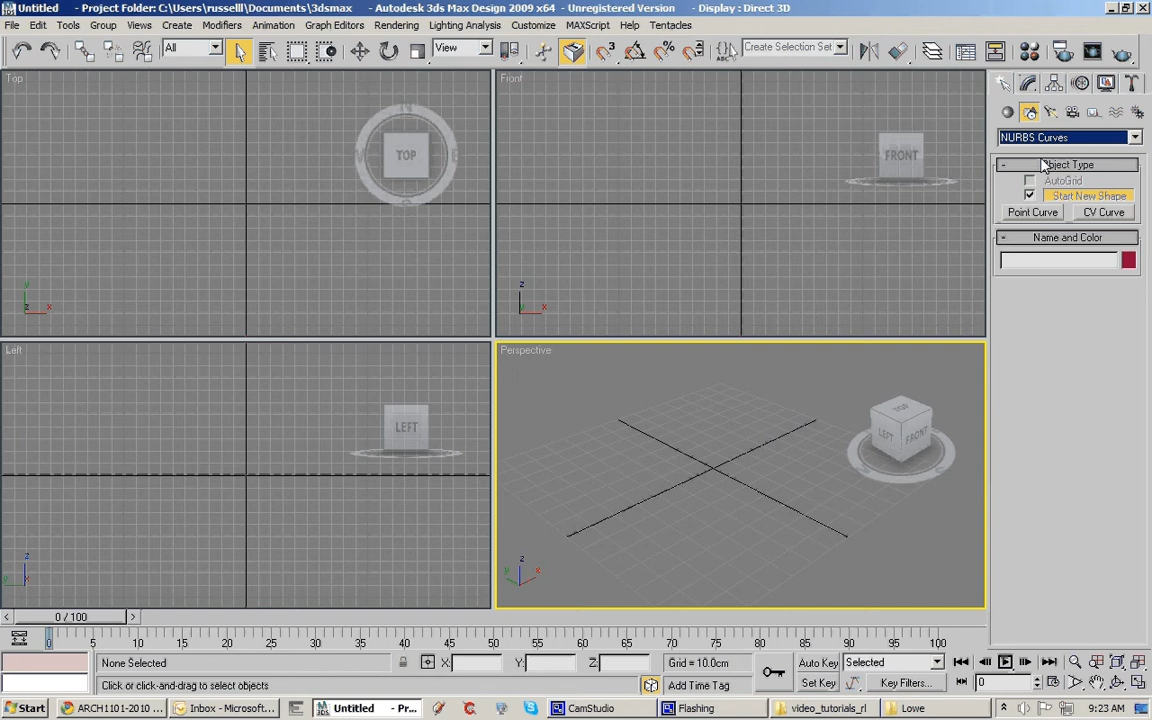 Untitled - Project Folder: C:\Users\russelll\Documents\3dsmax - Autodesk 3ds Max Design 2009 x64 - Unregistered Version - Display : Direct 3D
File Edit Tools Group Views Create Modifiers Animation Graph Editors Rendering Lighting Analysis Customize MAXScript Help Tentacles
All View Create Selection Set
Top Front
TOP FRONT
NURBS Curves
Object Type
AutoGrid
Start New Shape
Point Curve CV Curve
Name and Color
z x y
z x y
Left Perspective
LEFT
TOP LEFT FRONT
z y x
z y x
0 / 100
0 5 10 15 20 25 30 35 40 45 50 55 60 65 70 75 80 85 90 95 100
None Selected X: Y: Z: Grid = 10.0cm Auto Key Selected
Click or click-and-drag to select objects Add Time Tag Set Key Key Filters... 0
Start ARCH1101-2010 ... Inbox - Microsoft... Untitled - Pr... CamStudio Flashing video_tutorials_rl Lowe 9:23 AM